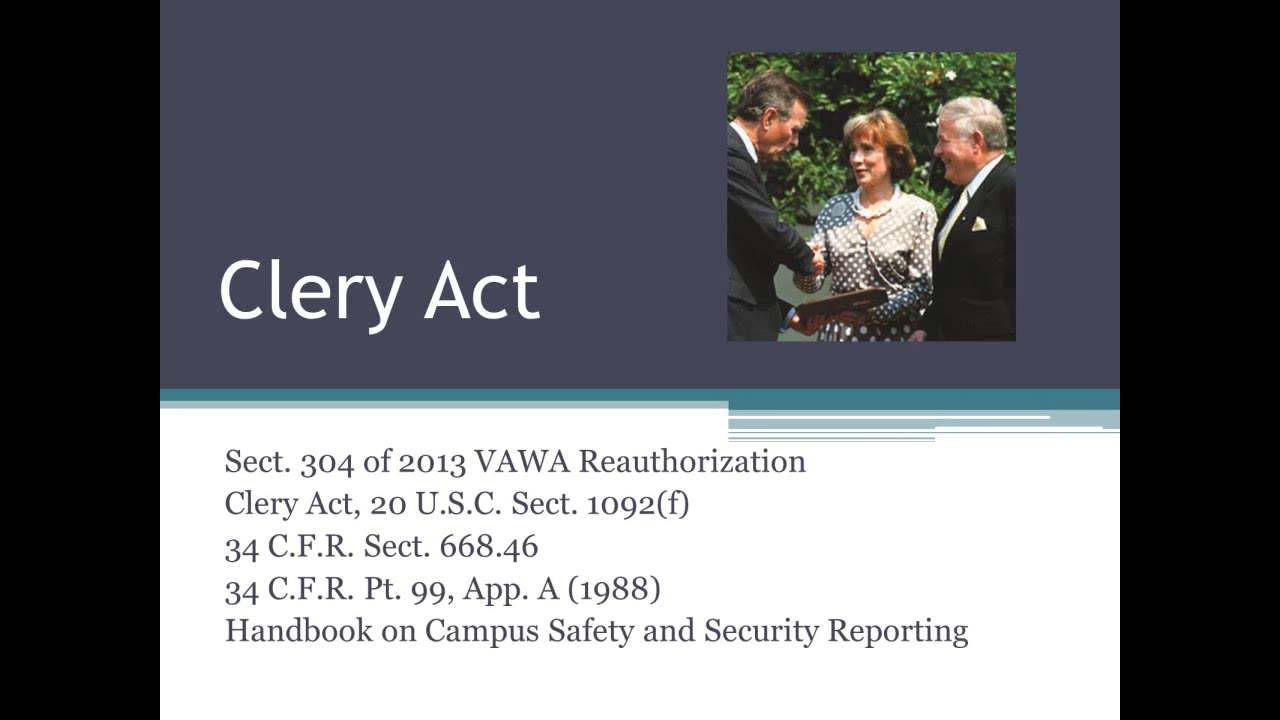 Clery Act
Sect. 304 of 2013 VAWA Reauthorization
Clery Act, 20 U.S.C. Sect. 1092(f)
34 C.F.R. Sect. 668.46
34 C.F.R. Pt. 99, App. A (1988)
Handbook on Campus Safety and Security Reporting